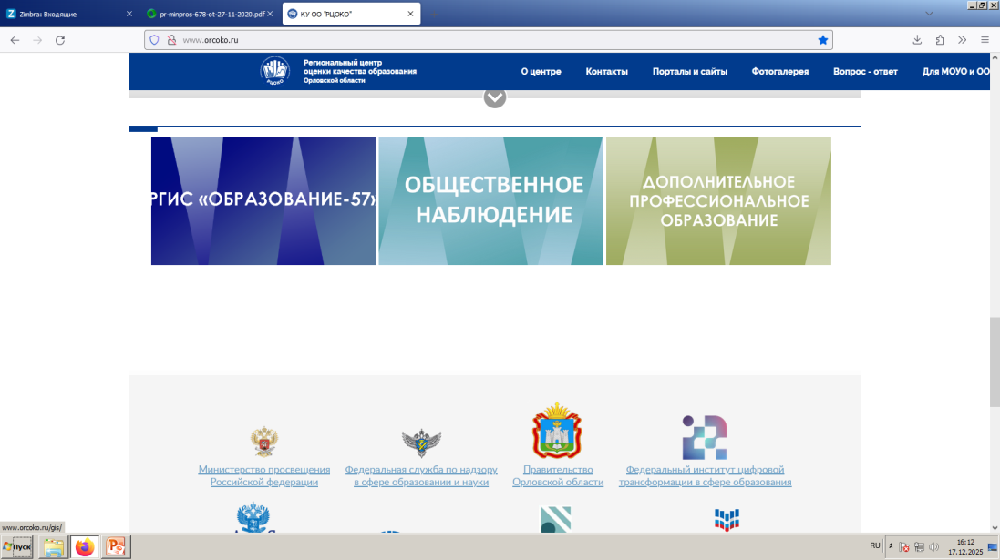 Zimbra: Входящие
pr-minpros-678-ot-27-11-2020.pdf
КУ ОО "РЦОКО"
www.orcoko.ru
РЦОКО
Региональный центр
оценки качества образования
Орловской области
О центре
Контакты
Порталы и сайты
Фотогалерея
Вопрос - ответ
Для МОУО и ОО
РГИС «ОБРАЗОВАНИЕ-57»
ОБЩЕСТВЕННОЕ
НАБЛЮДЕНИЕ
ДОПОЛНИТЕЛЬНОЕ
ПРОФЕССИОНАЛЬНОЕ
ОБРАЗОВАНИЕ
Министерство просвещения
Российской федерации
Федеральная служба по надзору
в сфере образования и науки
Правительство
Орловской области
Федеральный институт цифровой
трансформации в сфере образования
www.orcoko.ru/gis/
Пуск
RU
16:12
17.12.2025